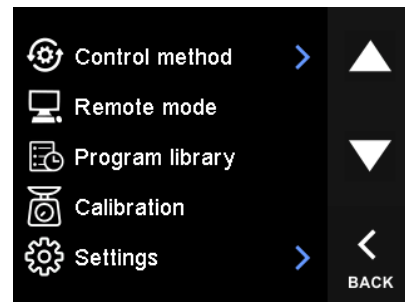 Control method
Remote mode
Program library
Calibration
Settings
BACK